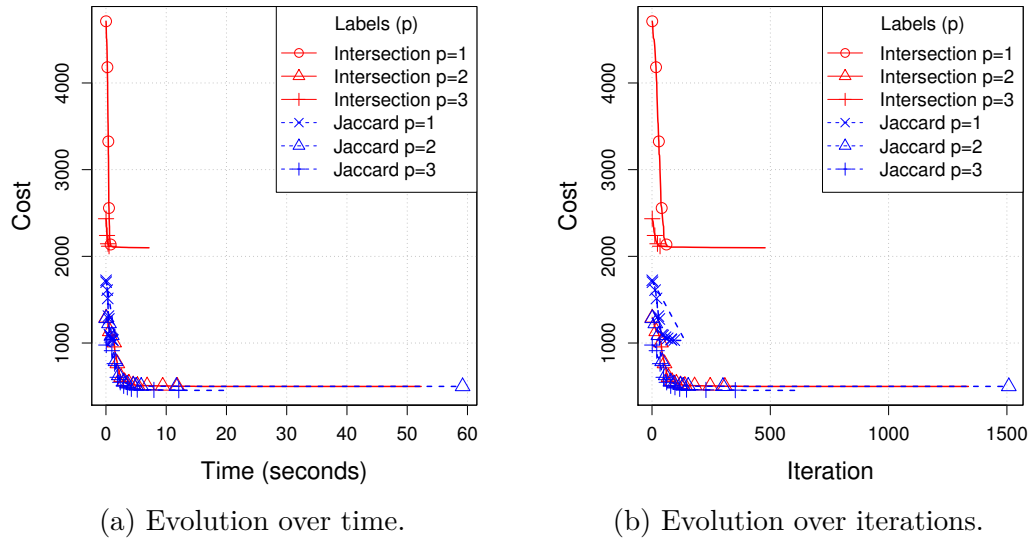 Cost
4000
3000
2000
1000
Labels (p)
Intersection p=1
Intersection p=2
Intersection p=3
Jaccard p=1
Jaccard p=2
Jaccard p=3
0 10 20 30 40 50 60
Time (seconds)
(a) Evolution over time.
Cost
4000
3000
2000
1000
Labels (p)
Intersection p=1
Intersection p=2
Intersection p=3
Jaccard p=1
Jaccard p=2
Jaccard p=3
0 500 1000 1500
Iteration
(b) Evolution over iterations.